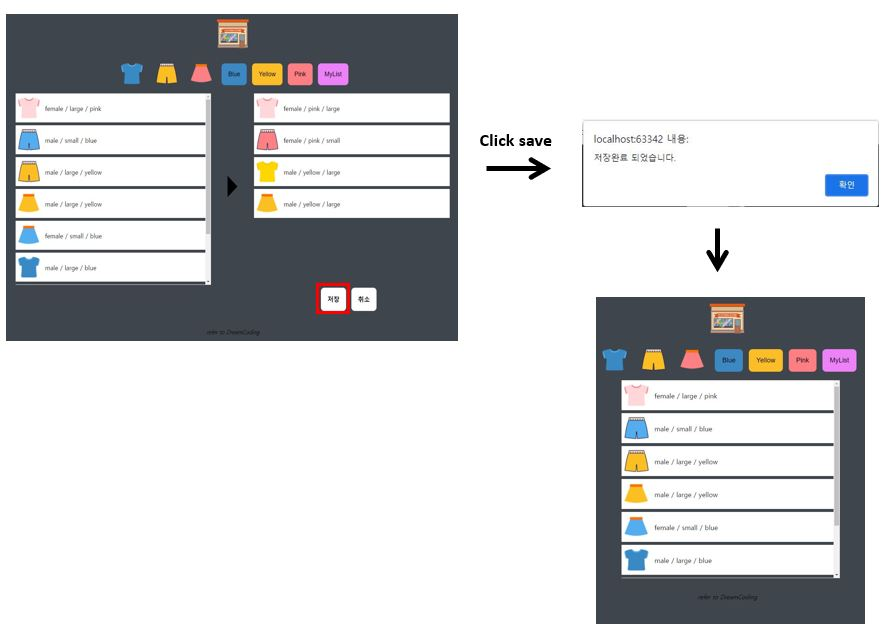 Blue
Yellow
Pink
MyList
female / large / pink
male / small / blue
male / large / yellow
male / large / yellow
female / small / blue
male / large / blue
female / pink / large
female / pink / small
male / yellow / large
male / yellow / large
저장
취소
refer to DreamCoding
Click save
localhost:63342 내용:
저장완료 되었습니다.
확인
Blue
Yellow
Pink
MyList
female / large / pink
male / small / blue
male / large / yellow
male / large / yellow
female / small / blue
male / large / blue
refer to DreamCoding